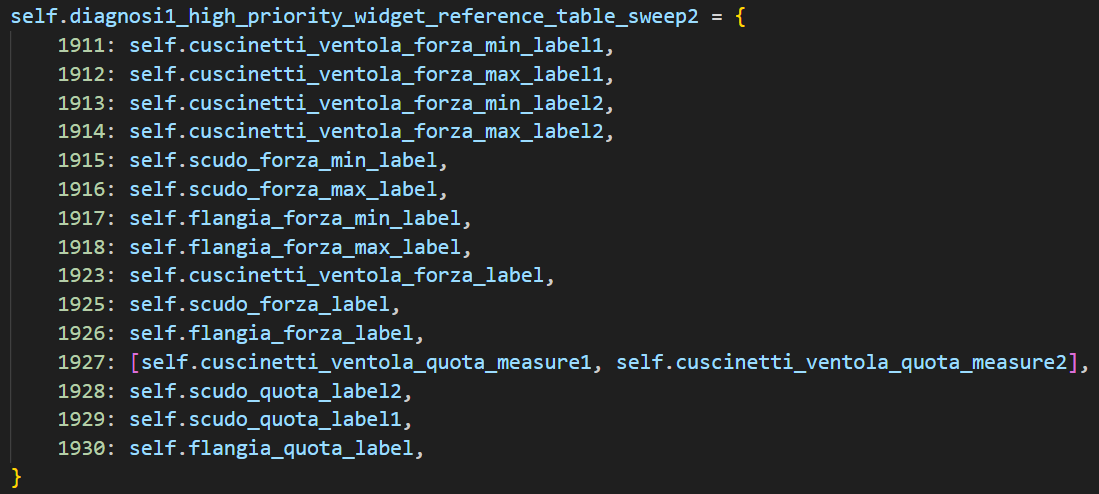 self.diagnosi1_high_priority_widget_reference_table_sweep2 = {
    1911: self.cuscinetti_ventola_forza_min_label1,
    1912: self.cuscinetti_ventola_forza_max_label1,
    1913: self.cuscinetti_ventola_forza_min_label2,
    1914: self.cuscinetti_ventola_forza_max_label2,
    1915: self.scudo_forza_min_label,
    1916: self.scudo_forza_max_label,
    1917: self.flangia_forza_min_label,
    1918: self.flangia_forza_max_label,
    1923: self.cuscinetti_ventola_forza_label,
    1925: self.scudo_forza_label,
    1926: self.flangia_forza_label,
    1927: [self.cuscinetti_ventola_quota_measure1, self.cuscinetti_ventola_quota_measure2],
    1928: self.scudo_quota_label2,
    1929: self.scudo_quota_label1,
    1930: self.flangia_quota_label,
}